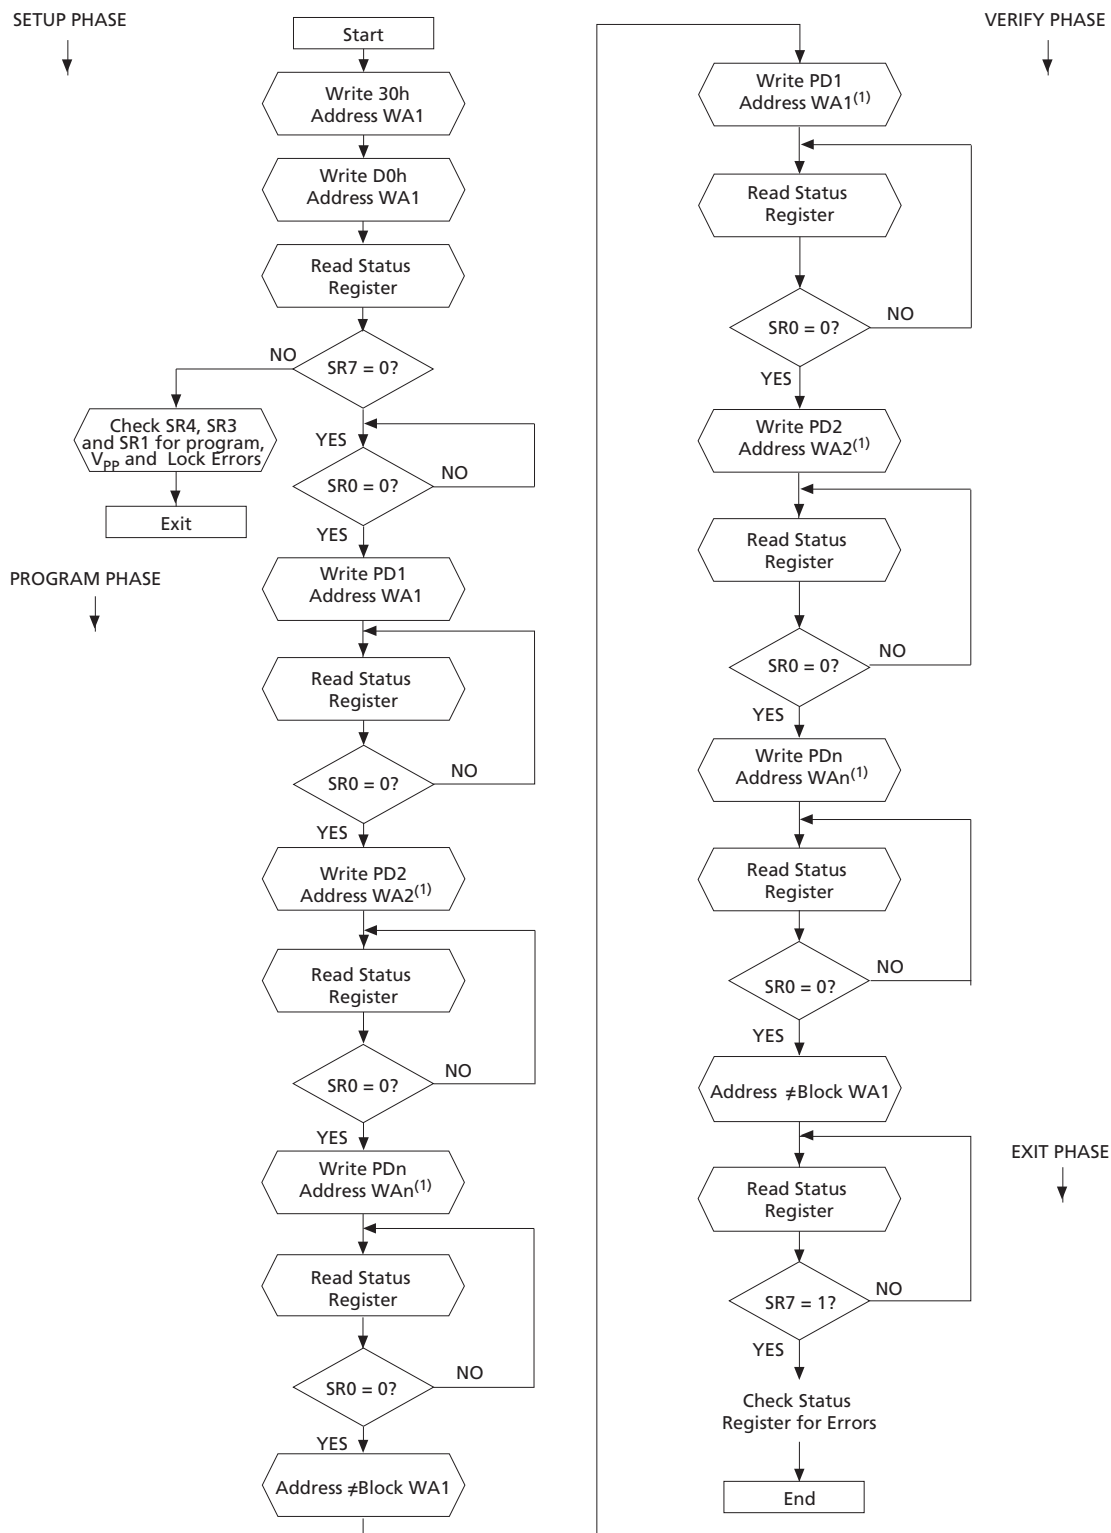 SETUP PHASE
Start
Write 30h
Address WA1
Write D0h
Address WA1
Read Status
Register
NO
SR7 = 0?
Check SR4, SR3
and SR1 for program,
VPP and Lock Errors
Exit
YES
NO
SR0 = 0?
YES
PROGRAM PHASE
Write PD1
Address WA1
Read Status
Register
NO
SR0 = 0?
YES
Write PD2
Address WA2(1)
Read Status
Register
NO
SR0 = 0?
YES
Write PDn
Address WAn(1)
Read Status
Register
NO
SR0 = 0?
YES
Address ≠Block WA1
VERIFY PHASE
Write PD1
Address WA1(1)
Read Status
Register
NO
SR0 = 0?
YES
Write PD2
Address WA2(1)
Read Status
Register
NO
SR0 = 0?
YES
Write PDn
Address WAn(1)
Read Status
Register
NO
SR0 = 0?
YES
Address ≠Block WA1
EXIT PHASE
Read Status
Register
NO
SR7 = 1?
YES
Check Status
Register for Errors
End